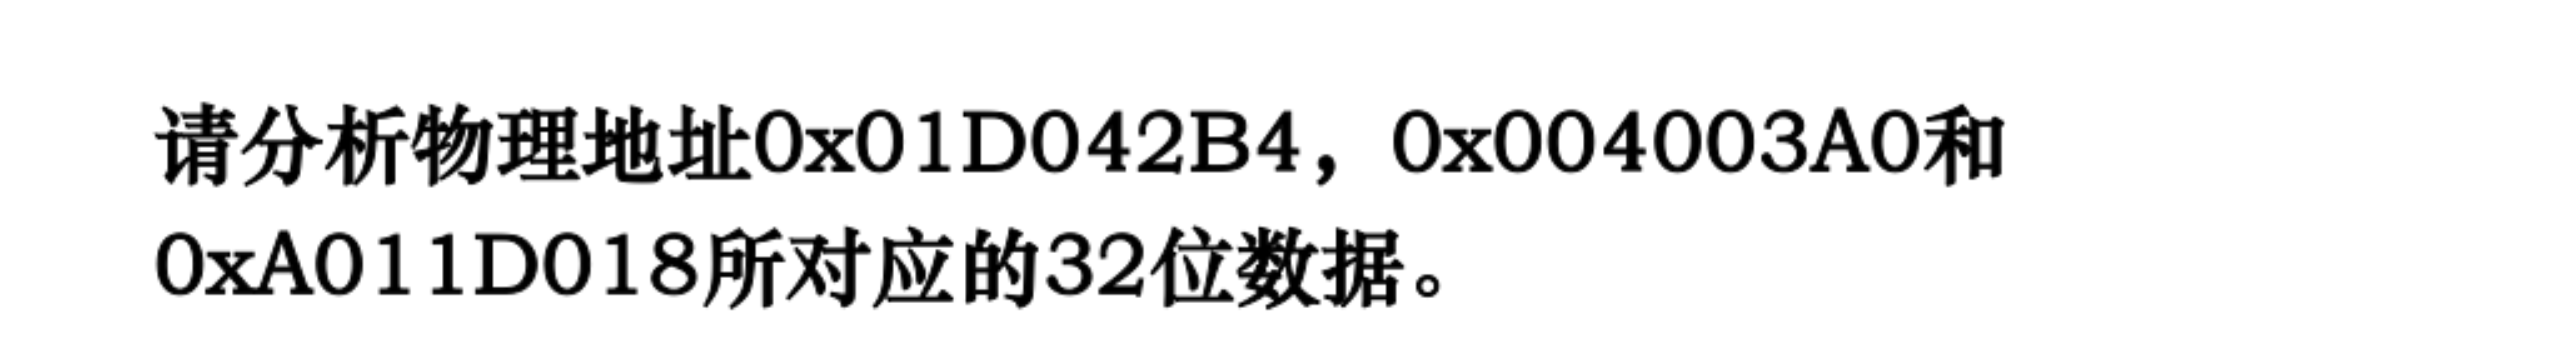 请分析物理地址0x01D042B4，0x004003A0和
0xA011D018所对应的32位数据。